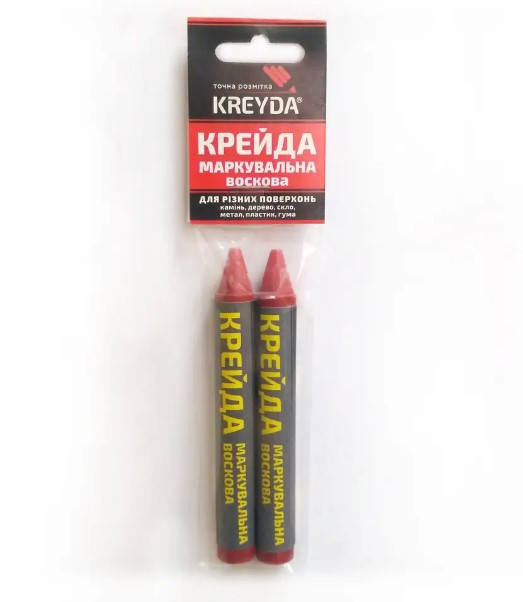 точна розмітка
KREYDA®
КРЕЙДА
МАРКУВАЛЬНА
ВОСКОВА
ДЛЯ РІЗНИХ ПОВЕРХОНЬ
камінь, дерево, скло,
метал, пластик, гума
КРЕЙДА
МАРКУВАЛЬНА
ВОСКОВА
КРЕЙДА
МАРКУВАЛЬНА
ВОСКОВА